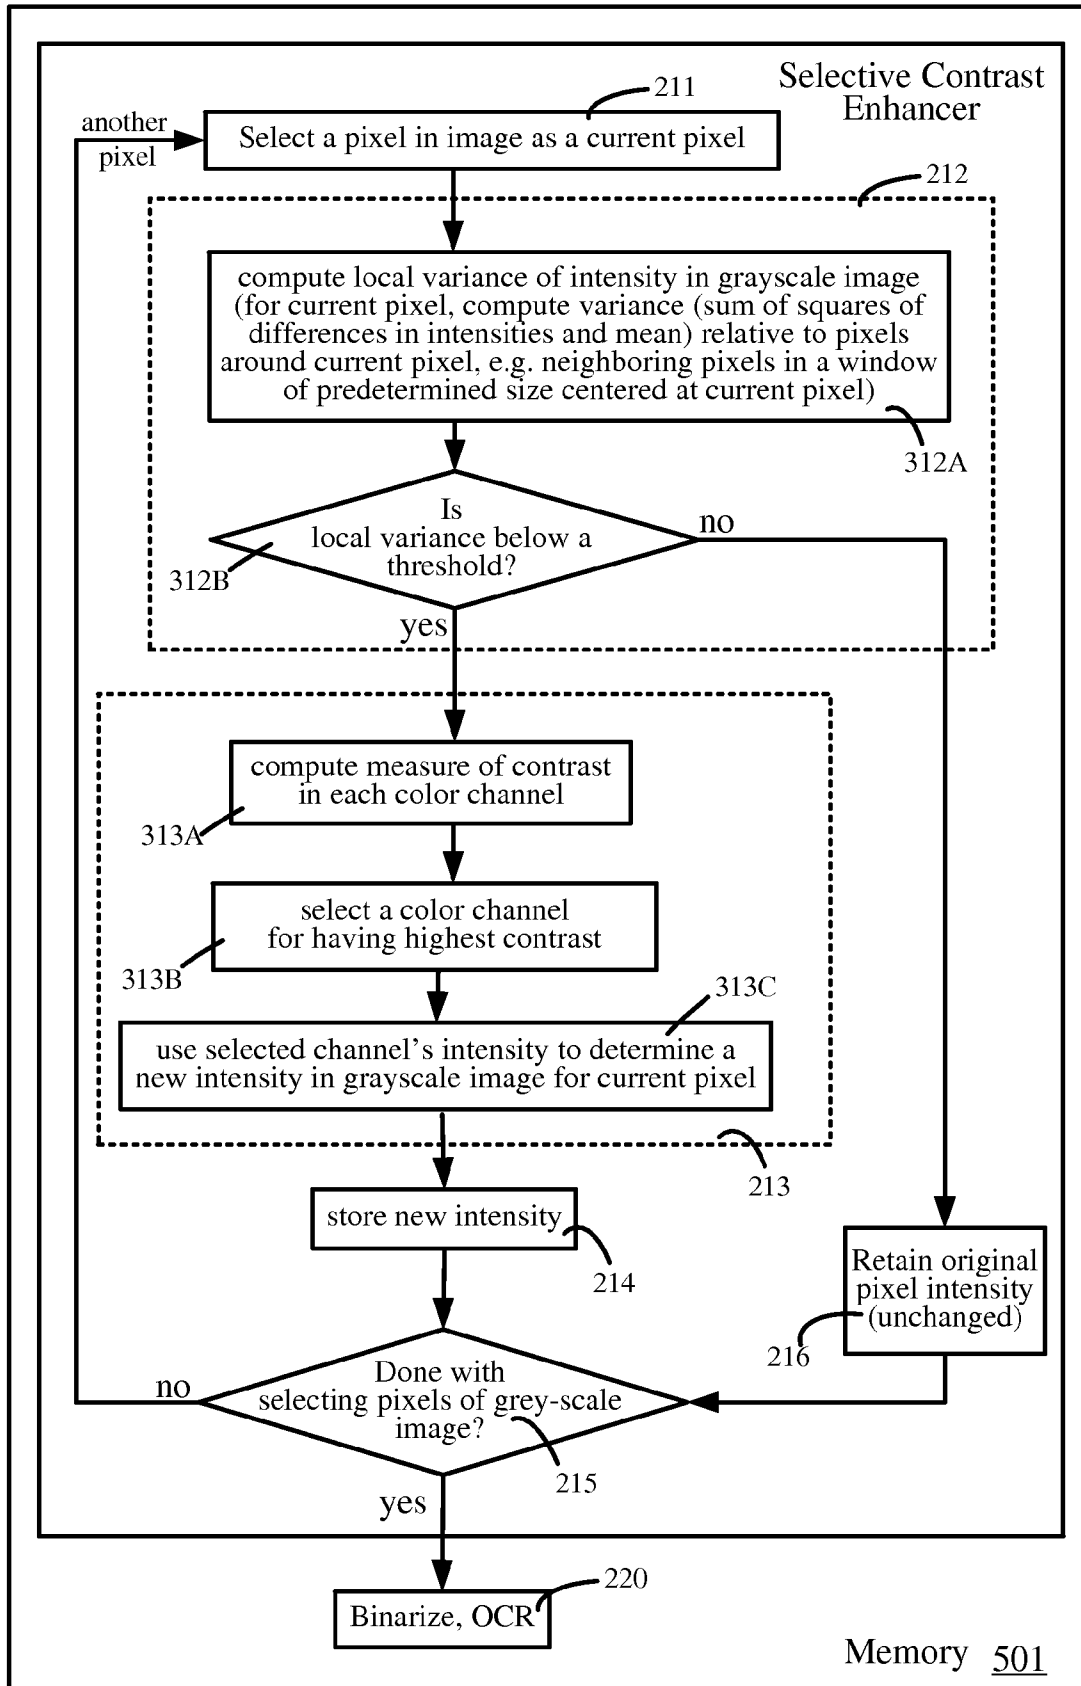 Selective Contrast
Enhancer
211
another
pixel
Select a pixel in image as a current pixel
212
compute local variance of intensity in grayscale image
(for current pixel, compute variance (sum of squares of
differences in intensities and mean) relative to pixels
around current pixel, e.g. neighboring pixels in a window
of predetermined size centered at current pixel)
312A
Is
local variance below a
threshold?
no
312B
yes
compute measure of contrast
in each color channel
313A
select a color channel
for having highest contrast
313B
313C
use selected channel's intensity to determine a
new intensity in grayscale image for current pixel
213
store new intensity
214
Retain original
pixel intensity
(unchanged)
216
Done with
selecting pixels of grey-scale
image?
no
215
yes
220
Binarize, OCR
Memory 501